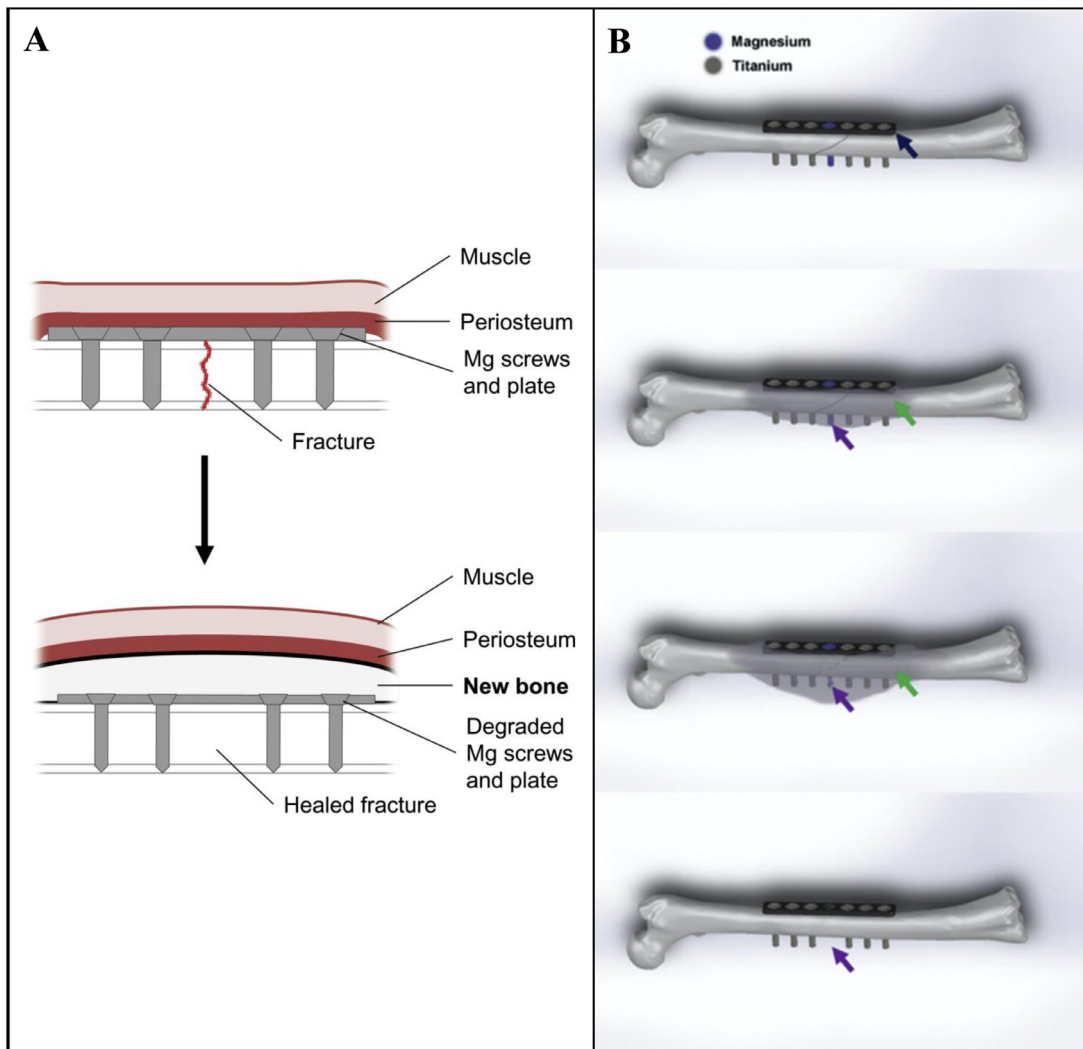 A
Muscle
Periosteum
Mg screws
and plate
Fracture
Muscle
Periosteum
New bone
Degraded
Mg screws
and plate
Healed fracture
B
Magnesium
Titanium